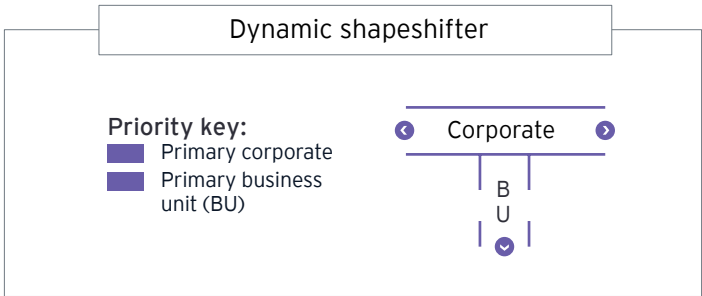 Dynamic shapeshifter
Priority key:
Primary corporate
Primary business
unit (BU)
Corporate
B
U